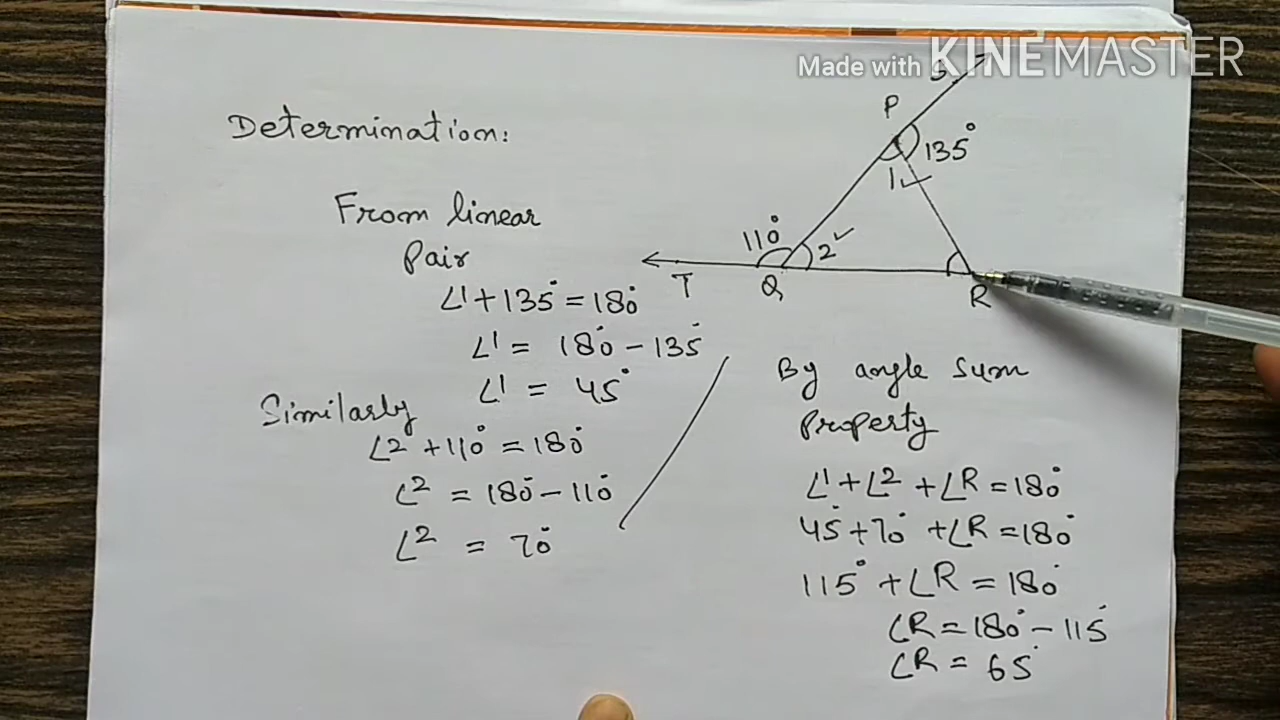 Made with KINEMASTER
Determination:
From linear
Pair
∠1 + 135° = 180°
∠1 = 180° - 135°
∠1 = 45°
Similarly
∠2 + 110° = 180°
∠2 = 180° - 110°
∠2 = 70°
S
P
135°
1
110°
2
T
Q
R
By angle sum
Property
∠1 + ∠2 + ∠R = 180°
45° + 70° + ∠R = 180°
115° + ∠R = 180°
∠R = 180° - 115°
∠R = 65°